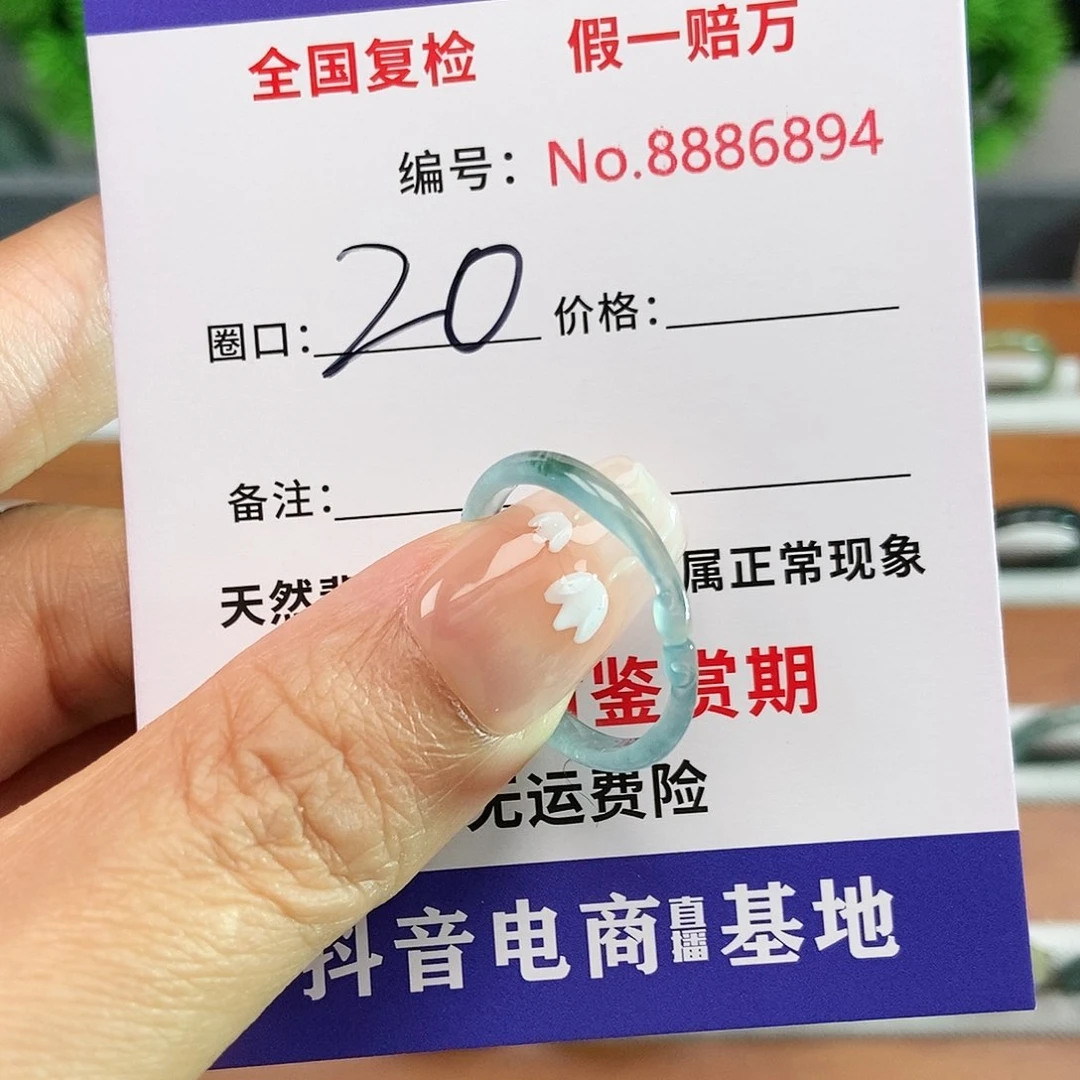 全国复检 假一赔万
编号：No.8886894
圈口：20 价格：
备注：
天然 属正常现象
鉴赏期
无运费险
抖音电商直播基地